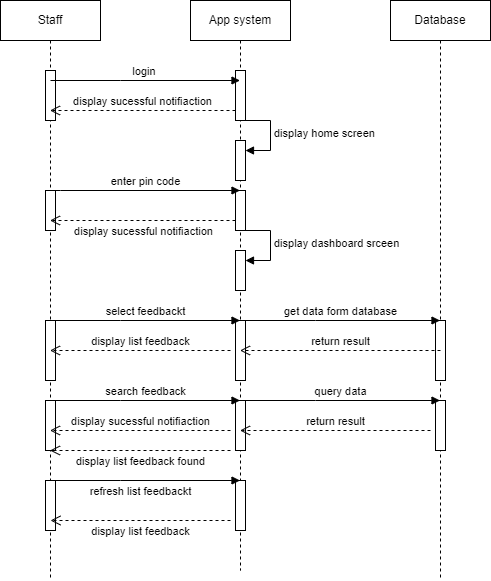 Staff
App system
Database
login
display sucessful notifiaction
display home screen
enter pin code
display sucessful notifiaction
display dashboard srceen
select feedbackt
get data form database
display list feedback
return result
search feedback
query data
display sucessful notifiaction
return result
display list feedback found
refresh list feedbackt
display list feedback